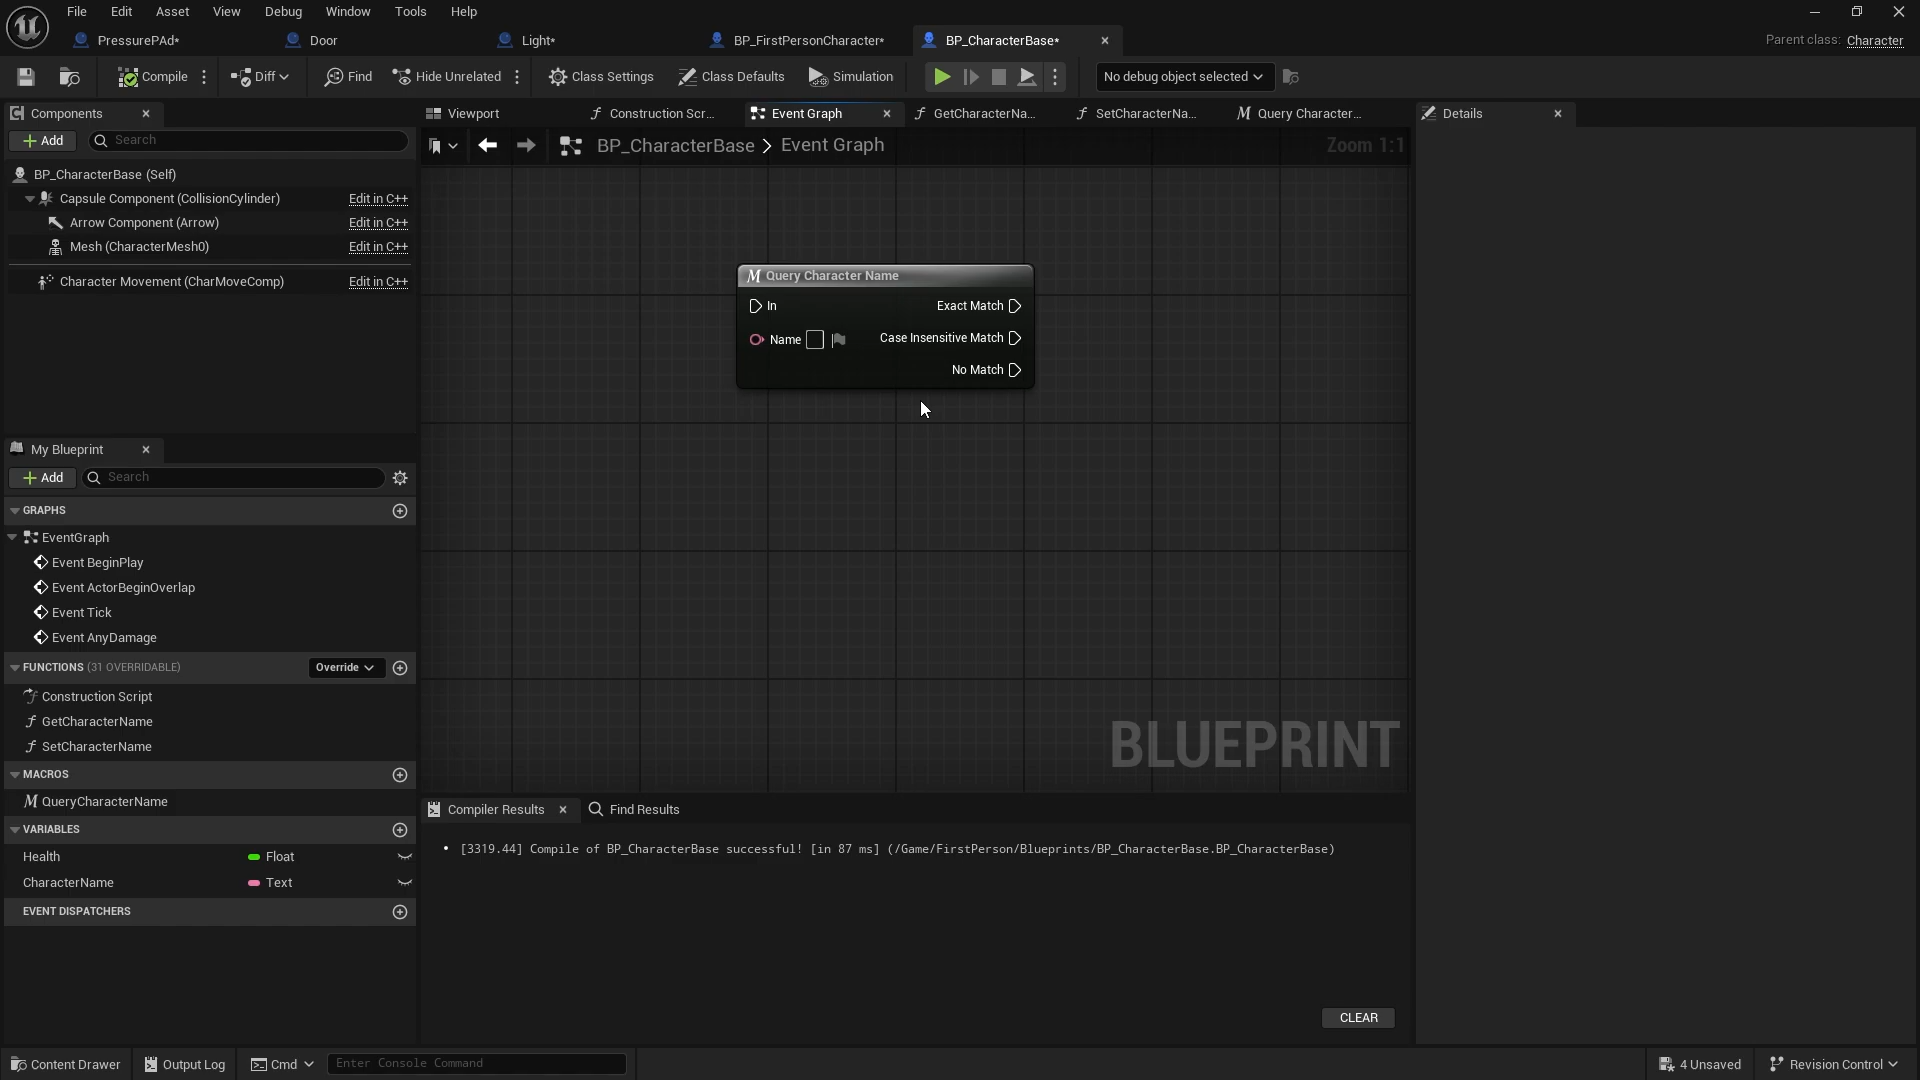 File Edit Asset View Debug Window Tools Help
PressurePAd* Door Light* BP_FirstPersonCharacter* BP_CharacterBase* Parent class: Character
Compile Diff Find Hide Unrelated Class Settings Class Defaults Simulation No debug object selected
Components Viewport Construction Scr... Event Graph GetCharacterNa... SetCharacterNa... Query Character... Details
Add Search BP_CharacterBase > Event Graph Zoom 1:1
BP_CharacterBase (Self)
Capsule Component (CollisionCylinder) Edit in C++
Arrow Component (Arrow) Edit in C++
Mesh (CharacterMesh0) Edit in C++
Character Movement (CharMoveComp) Edit in C++
Query Character Name
In Exact Match
Name Case Insensitive Match
No Match
My Blueprint
Add Search
GRAPHS
EventGraph
Event BeginPlay
Event ActorBeginOverlap
Event Tick
Event AnyDamage
FUNCTIONS (31 OVERRIDABLE) Override
Construction Script
GetCharacterName
SetCharacterName
BLUEPRINT
MACROS
QueryCharacterName
VARIABLES
Health Float
CharacterName Text
EVENT DISPATCHERS
Compiler Results Find Results
• [3319.44] Compile of BP_CharacterBase successful! [in 87 ms] (/Game/FirstPerson/Blueprints/BP_CharacterBase.BP_CharacterBase)
CLEAR
Content Drawer Output Log Cmd Enter Console Command 4 Unsaved Revision Control